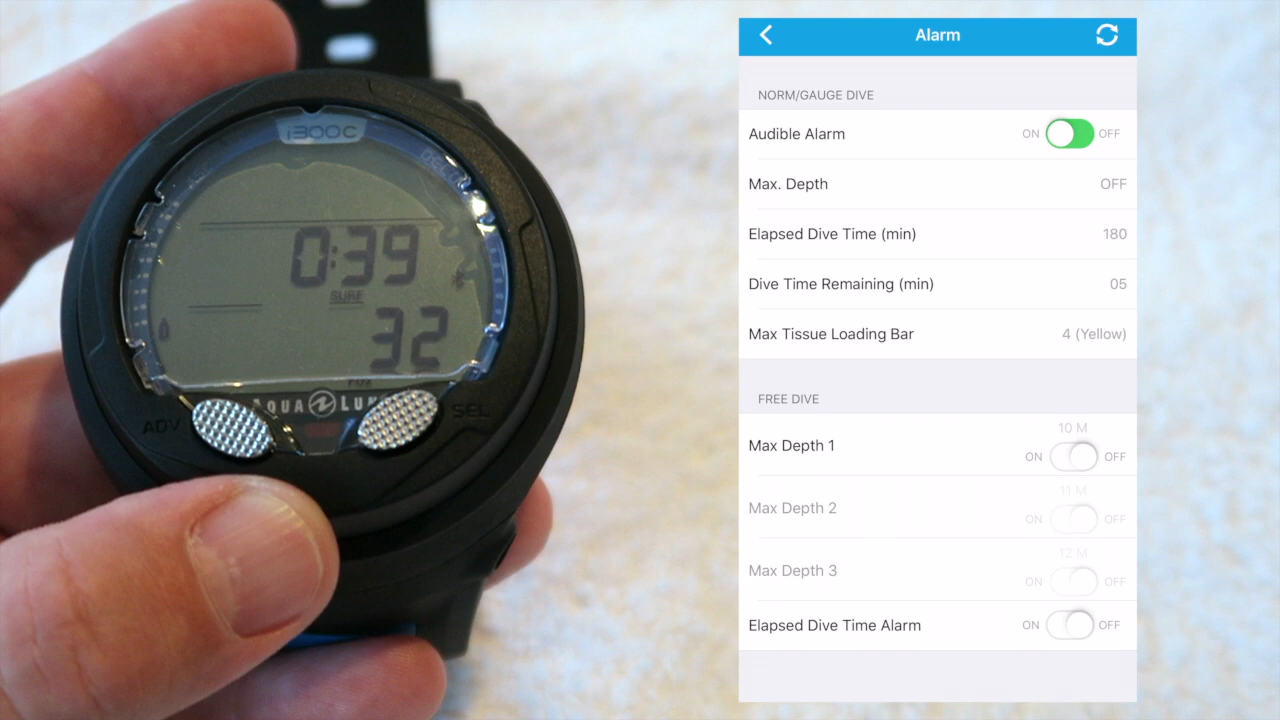 i300C
0:39
SURF
32
FO2
AQUA LUNG
ADV
SEL
Alarm
NORM/GAUGE DIVE
Audible Alarm ON OFF
Max. Depth OFF
Elapsed Dive Time (min) 180
Dive Time Remaining (min) 05
Max Tissue Loading Bar 4 (Yellow)
FREE DIVE
10 M
Max Depth 1 ON OFF
11 M
Max Depth 2 ON OFF
12 M
Max Depth 3 ON OFF
Elapsed Dive Time Alarm ON OFF